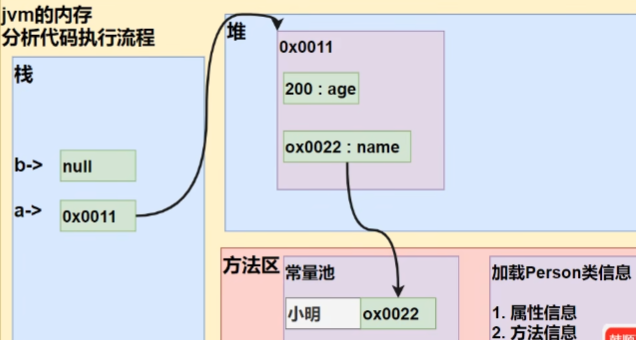 jvm的内存
分析代码执行流程
栈
b->
null
a->
0x0011
堆
0x0011
200 : age
ox0022 : name
方法区
常量池
小明
ox0022
加载Person类信息
1. 属性信息
2. 方法信息